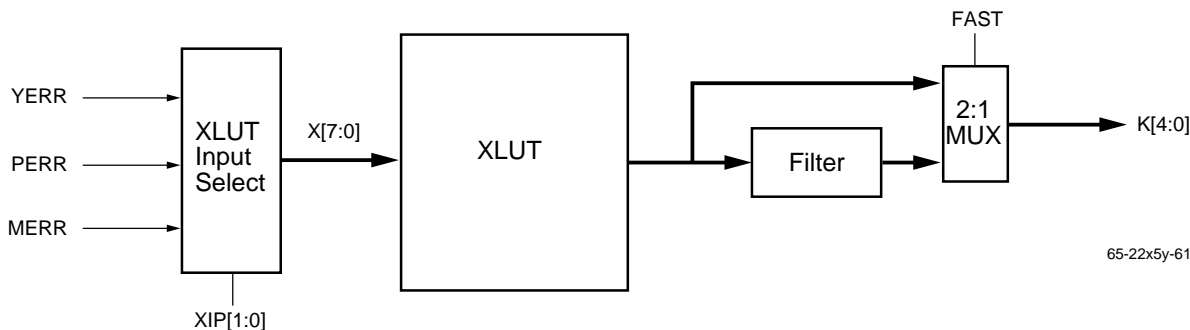 FAST
YERR
PERR
MERR
XLUT
Input
Select
X[7:0]
XLUT
Filter
2:1
MUX
K[4:0]
XIP[1:0]
65-22x5y-61